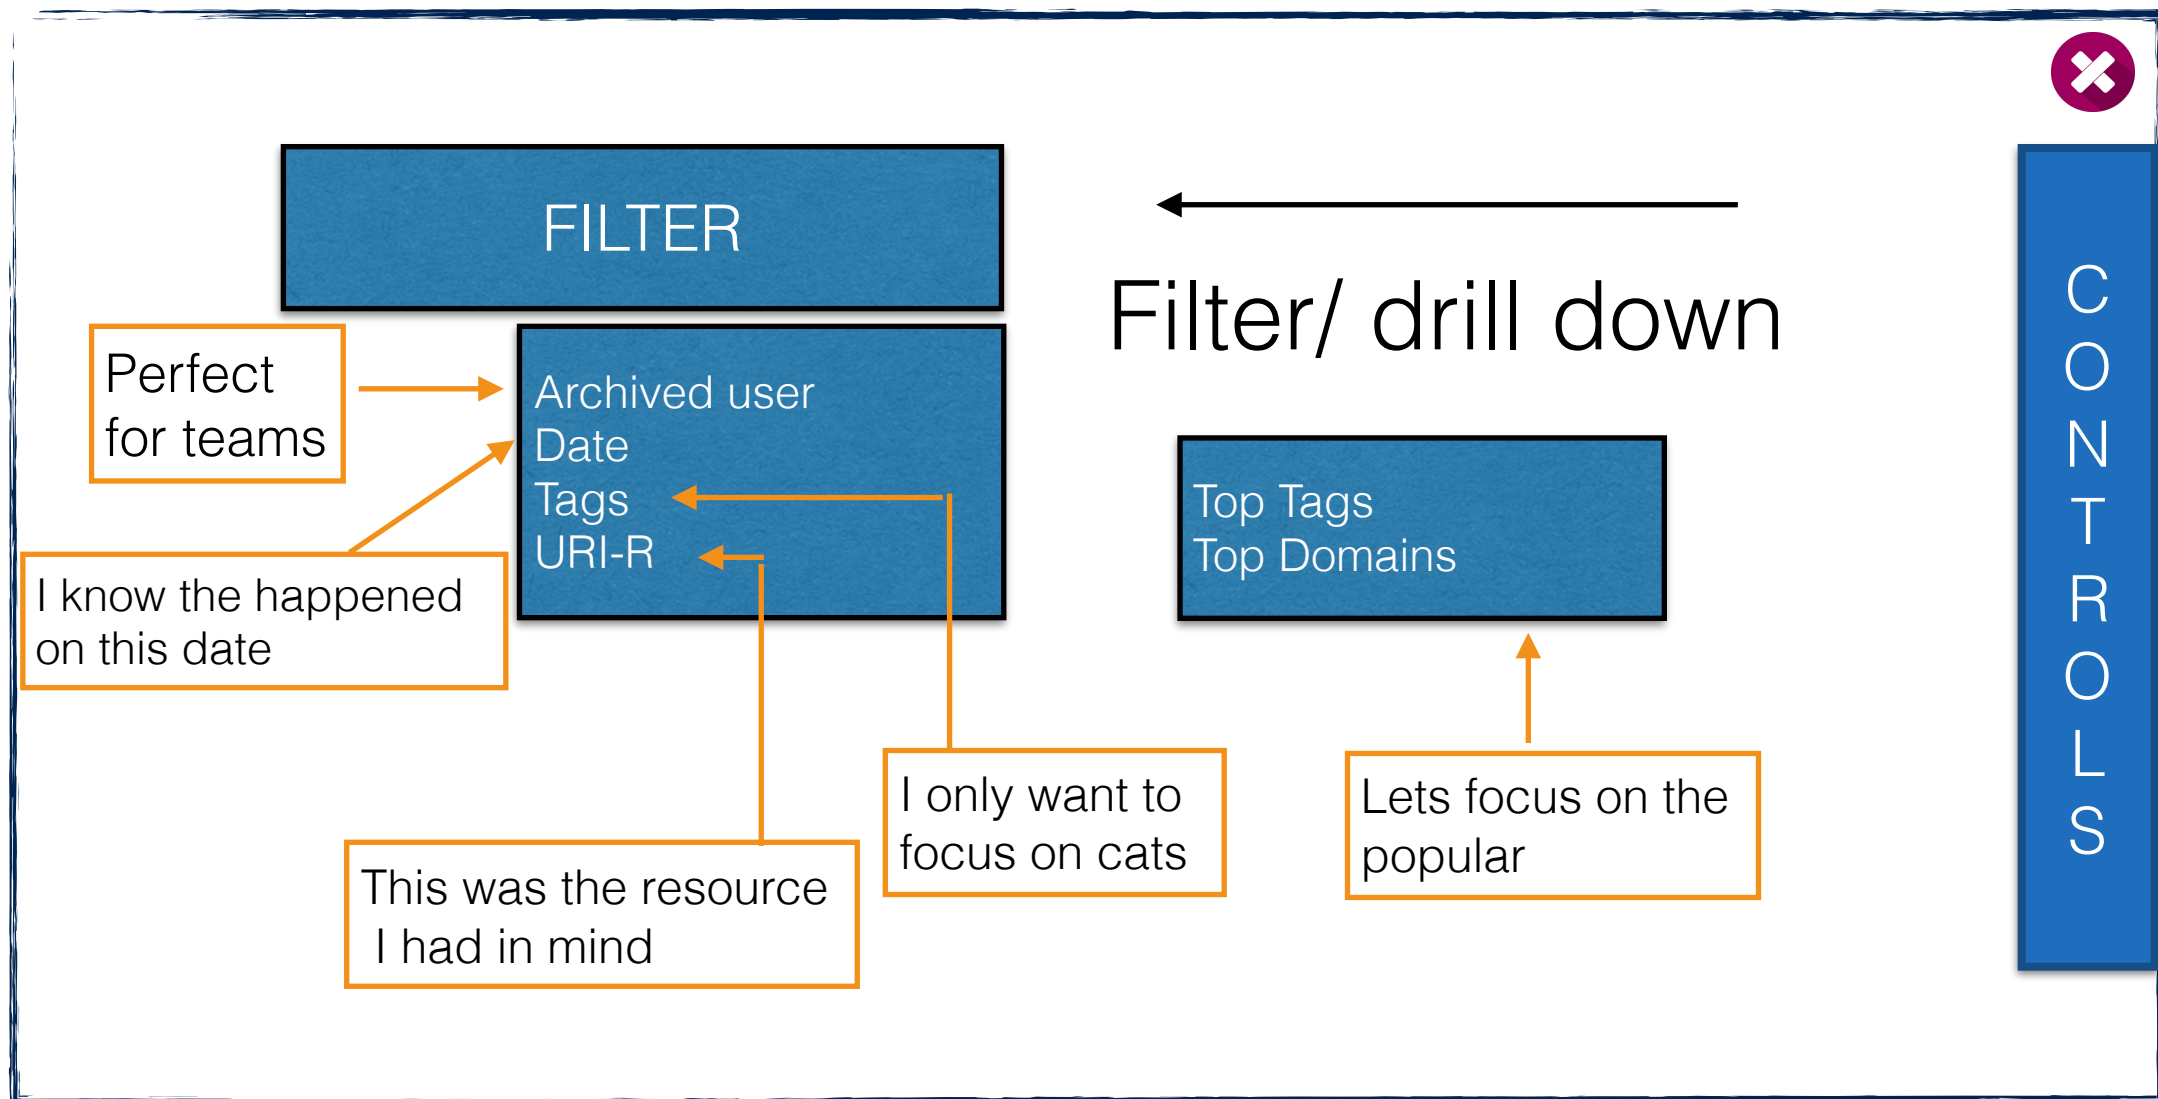 FILTER
Filter/ drill down
Perfect
for teams
Archived user
Date
Tags
URI-R
I know the happened
on this date
Top Tags
Top Domains
This was the resource
I had in mind
I only want to
focus on cats
Lets focus on the
popular
C
O
N
T
R
O
L
S